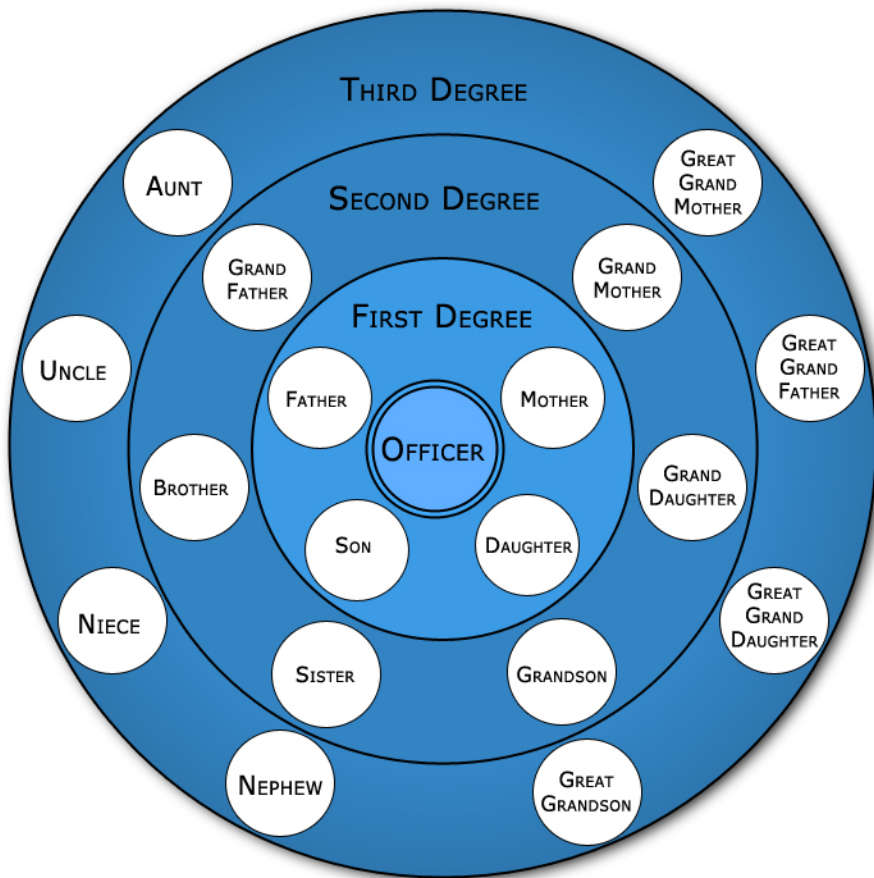 Third Degree
Aunt
Great
Grand
Mother
Second Degree
Grand
Father
Grand
Mother
First Degree
Uncle
Great
Grand
Father
Father
Mother
Officer
Brother
Grand
Daughter
Son
Daughter
Niece
Great
Grand
Daughter
Sister
Grandson
Nephew
Great
Grandson